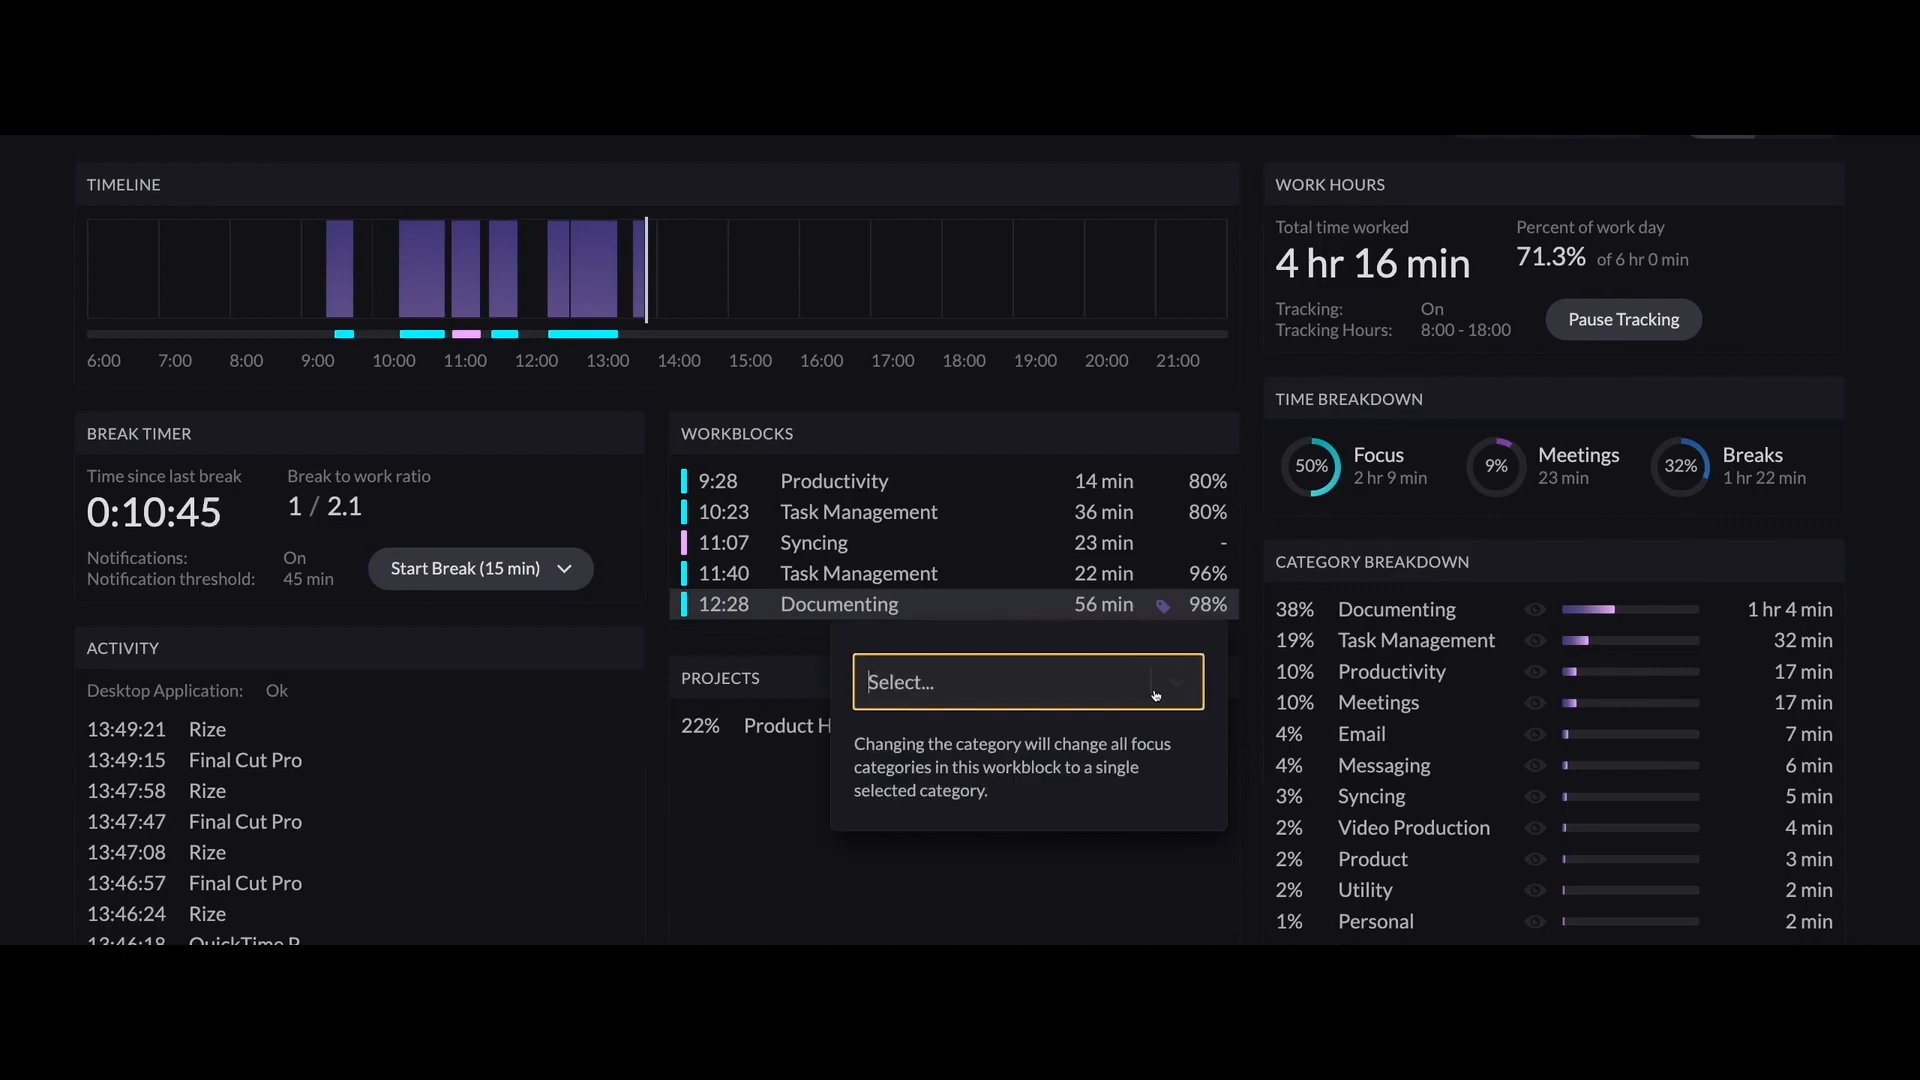 TIMELINE
6:00 7:00 8:00 9:00 10:00 11:00 12:00 13:00 14:00 15:00 16:00 17:00 18:00 19:00 20:00 21:00
BREAK TIMER
Time since last break Break to work ratio
0:10:45 1 / 2.1
Notifications: On
Notification threshold: 45 min
Start Break (15 min)
ACTIVITY
Desktop Application: Ok
13:49:21 Rize
13:49:15 Final Cut Pro
13:47:58 Rize
13:47:47 Final Cut Pro
13:47:08 Rize
13:46:57 Final Cut Pro
13:46:24 Rize
13:46:18 QuickTime P
WORKBLOCKS
9:28 Productivity 14 min 80%
10:23 Task Management 36 min 80%
11:07 Syncing 23 min -
11:40 Task Management 22 min 96%
12:28 Documenting 56 min 98%
Select...
Changing the category will change all focus
categories in this workblock to a single
selected category.
PROJECTS
22% Product H
WORK HOURS
Total time worked Percent of work day
4 hr 16 min 71.3% of 6 hr 0 min
Tracking: On
Tracking Hours: 8:00 - 18:00
Pause Tracking
TIME BREAKDOWN
50% Focus 2 hr 9 min
9% Meetings 23 min
32% Breaks 1 hr 22 min
CATEGORY BREAKDOWN
38% Documenting 1 hr 4 min
19% Task Management 32 min
10% Productivity 17 min
10% Meetings 17 min
4% Email 7 min
4% Messaging 6 min
3% Syncing 5 min
2% Video Production 4 min
2% Product 3 min
2% Utility 2 min
1% Personal 2 min